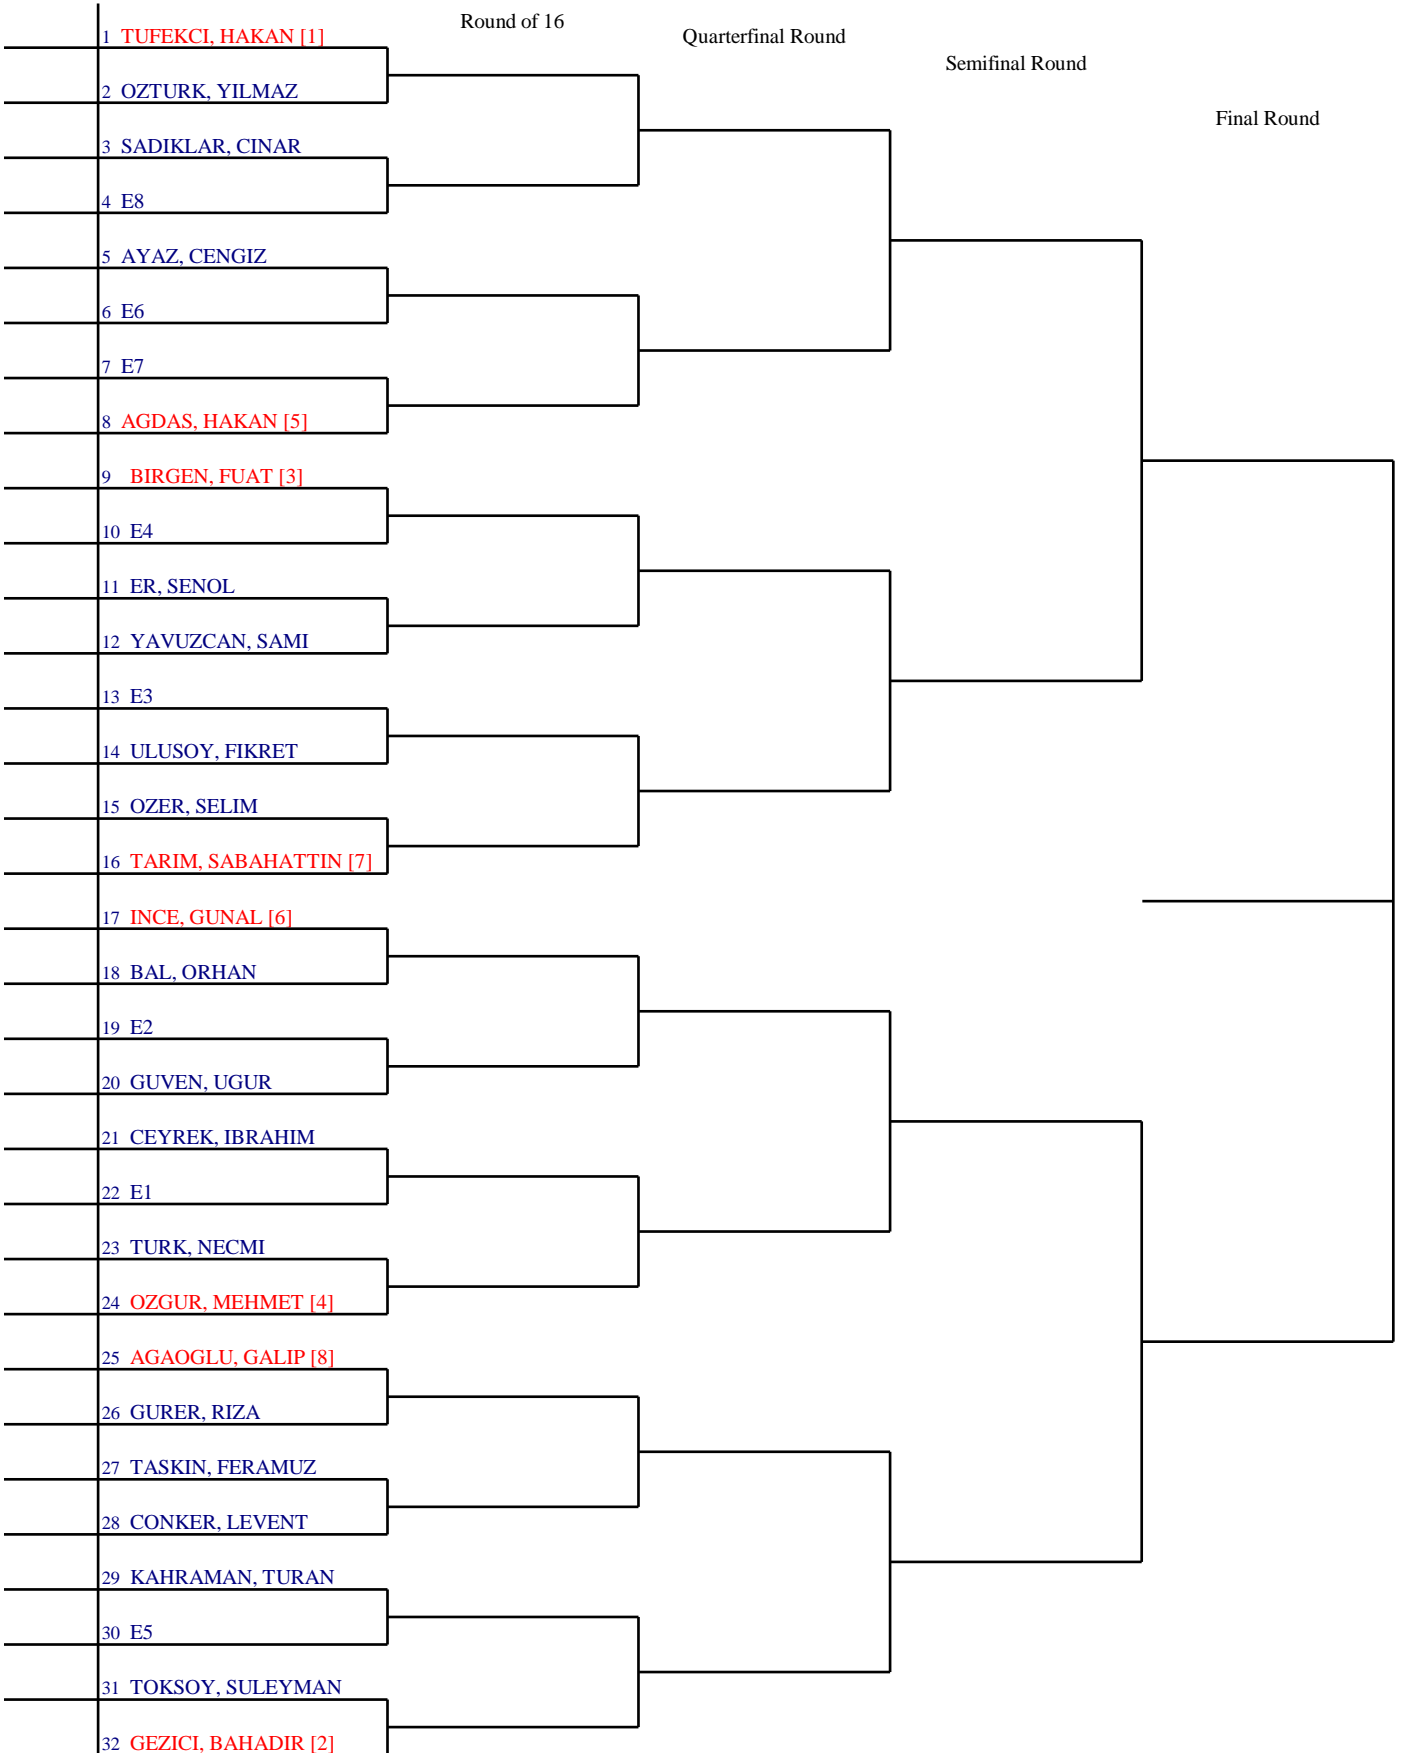 Round of 16
Quarterfinal Round
Semifinal Round
Final Round
1 TUFEKCI, HAKAN [1]
2 OZTURK, YILMAZ
3 SADIKLAR, CINAR
4 E8
5 AYAZ, CENGIZ
6 E6
7 E7
8 AGDAS, HAKAN [5]
9 BIRGEN, FUAT [3]
10 E4
11 ER, SENOL
12 YAVUZCAN, SAMI
13 E3
14 ULUSOY, FIKRET
15 OZER, SELIM
16 TARIM, SABAHATTIN [7]
17 INCE, GUNAL [6]
18 BAL, ORHAN
19 E2
20 GUVEN, UGUR
21 CEYREK, IBRAHIM
22 E1
23 TURK, NECMI
24 OZGUR, MEHMET [4]
25 AGAOGLU, GALIP [8]
26 GURER, RIZA
27 TASKIN, FERAMUZ
28 CONKER, LEVENT
29 KAHRAMAN, TURAN
30 E5
31 TOKSOY, SULEYMAN
32 GEZICI, BAHADIR [2]